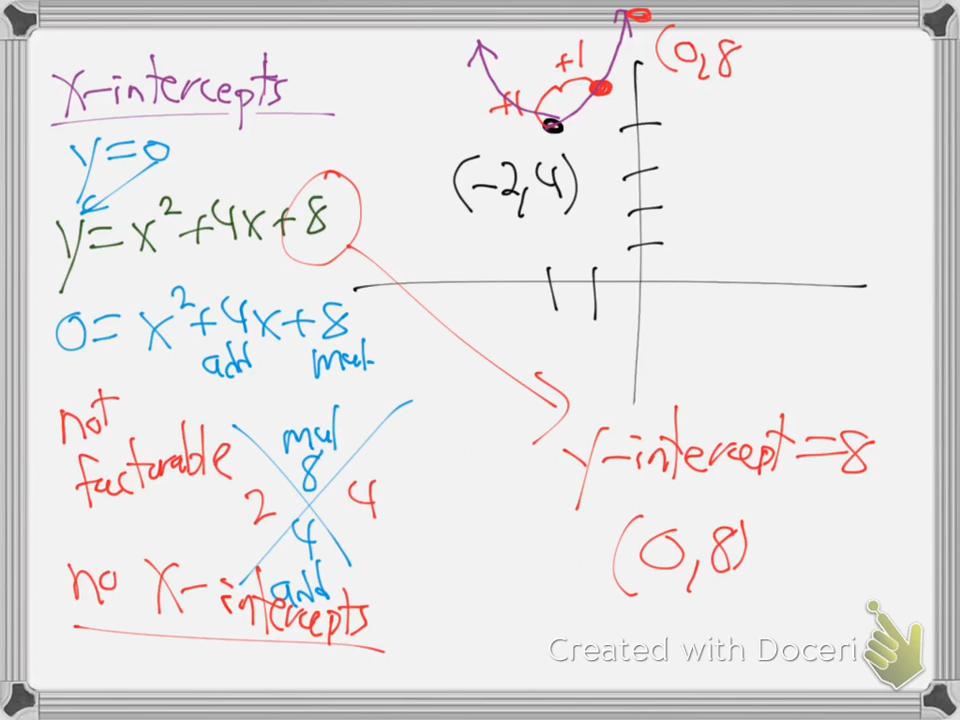 x-intercepts
y=0
y=x²+4x+8
0=x²+4x+8
add mul
not
factorable
mul
8
2 4
4
add
no x-intercepts
+1
+1
(0,8
(-2,4)
y-intercept=8
(0,8)
Created with Doceri